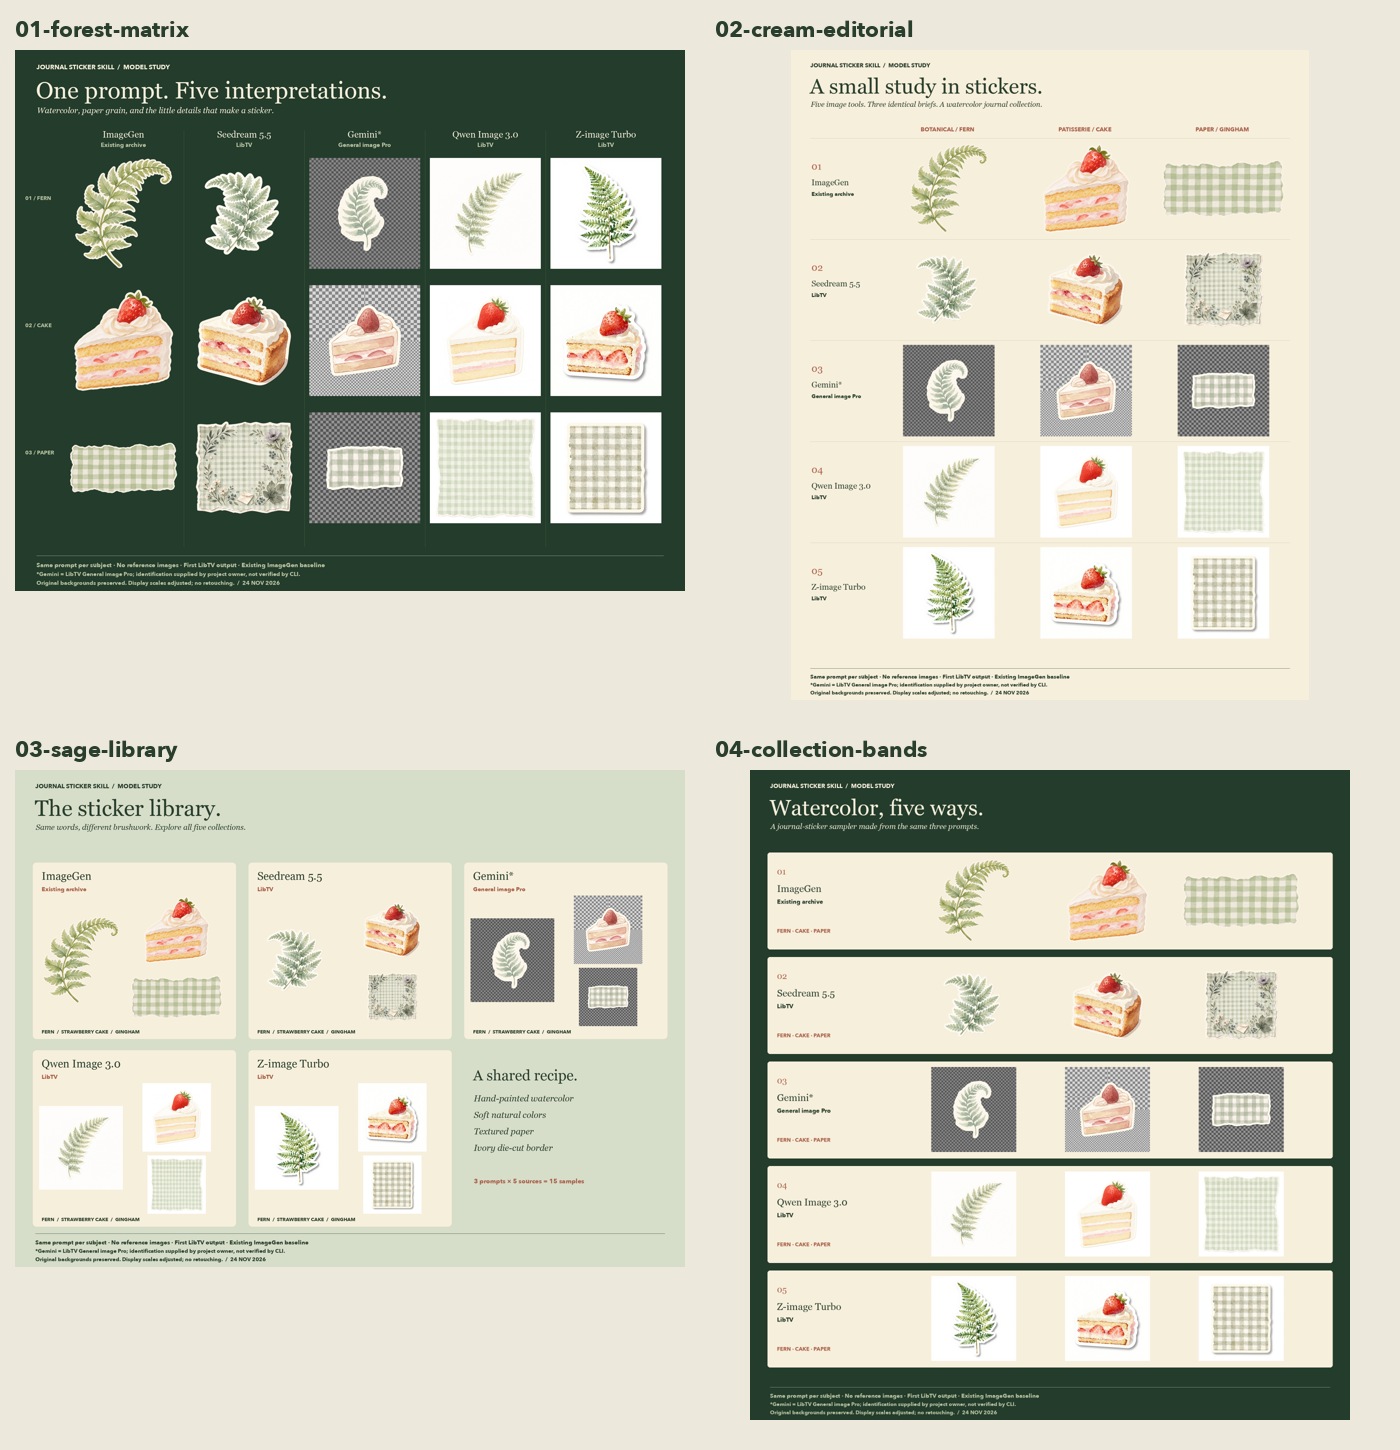 01-forest-matrix
JOURNAL STICKER SKILL / MODEL STUDY
One prompt. Five interpretations.
Watercolor, paper grain, and the little details that make a sticker.
ImageGen
Existing archive
Seedream 5.5
LibTV
Gemini*
General image Pro
Qwen Image 3.0
LibTV
Z-image Turbo
LibTV
01 / FERN
02 / CAKE
03 / PAPER
Same prompt per subject · No reference images · First LibTV output · Existing ImageGen baseline
*Gemini = LibTV General image Pro; identification supplied by project owner, not verified by CLI.
Original backgrounds preserved. Display scales adjusted; no retouching. / 24 NOV 2026
02-cream-editorial
JOURNAL STICKER SKILL / MODEL STUDY
A small study in stickers.
Five image tools. Three identical briefs. A watercolor journal collection.
BOTANICAL / FERN
PATISSERIE / CAKE
PAPER / GINGHAM
01
ImageGen
Existing archive
02
Seedream 5.5
LibTV
03
Gemini*
General image Pro
04
Qwen Image 3.0
LibTV
05
Z-image Turbo
LibTV
Same prompt per subject · No reference images · First LibTV output · Existing ImageGen baseline
*Gemini = LibTV General image Pro; identification supplied by project owner, not verified by CLI.
Original backgrounds preserved. Display scales adjusted; no retouching. / 24 NOV 2026
03-sage-library
JOURNAL STICKER SKILL / MODEL STUDY
The sticker library.
Same words, different brushwork. Explore all five collections.
ImageGen
Existing archive
FERN / STRAWBERRY CAKE / GINGHAM
Seedream 5.5
LibTV
FERN / STRAWBERRY CAKE / GINGHAM
Gemini*
General image Pro
FERN / STRAWBERRY CAKE / GINGHAM
Qwen Image 3.0
LibTV
FERN / STRAWBERRY CAKE / GINGHAM
Z-image Turbo
LibTV
FERN / STRAWBERRY CAKE / GINGHAM
A shared recipe.
Hand-painted watercolor
Soft natural colors
Textured paper
Ivory die-cut border
3 prompts × 5 sources = 15 samples
Same prompt per subject · No reference images · First LibTV output · Existing ImageGen baseline
*Gemini = LibTV General image Pro; identification supplied by project owner, not verified by CLI.
Original backgrounds preserved. Display scales adjusted; no retouching. / 24 NOV 2026
04-collection-bands
JOURNAL STICKER SKILL / MODEL STUDY
Watercolor, five ways.
A journal-sticker sampler made from the same three prompts.
01
ImageGen
Existing archive
FERN · CAKE · PAPER
02
Seedream 5.5
LibTV
FERN · CAKE · PAPER
03
Gemini*
General image Pro
FERN · CAKE · PAPER
04
Qwen Image 3.0
LibTV
FERN · CAKE · PAPER
05
Z-image Turbo
LibTV
FERN · CAKE · PAPER
Same prompt per subject · No reference images · First LibTV output · Existing ImageGen baseline
*Gemini = LibTV General image Pro; identification supplied by project owner, not verified by CLI.
Original backgrounds preserved. Display scales adjusted; no retouching. / 24 NOV 2026